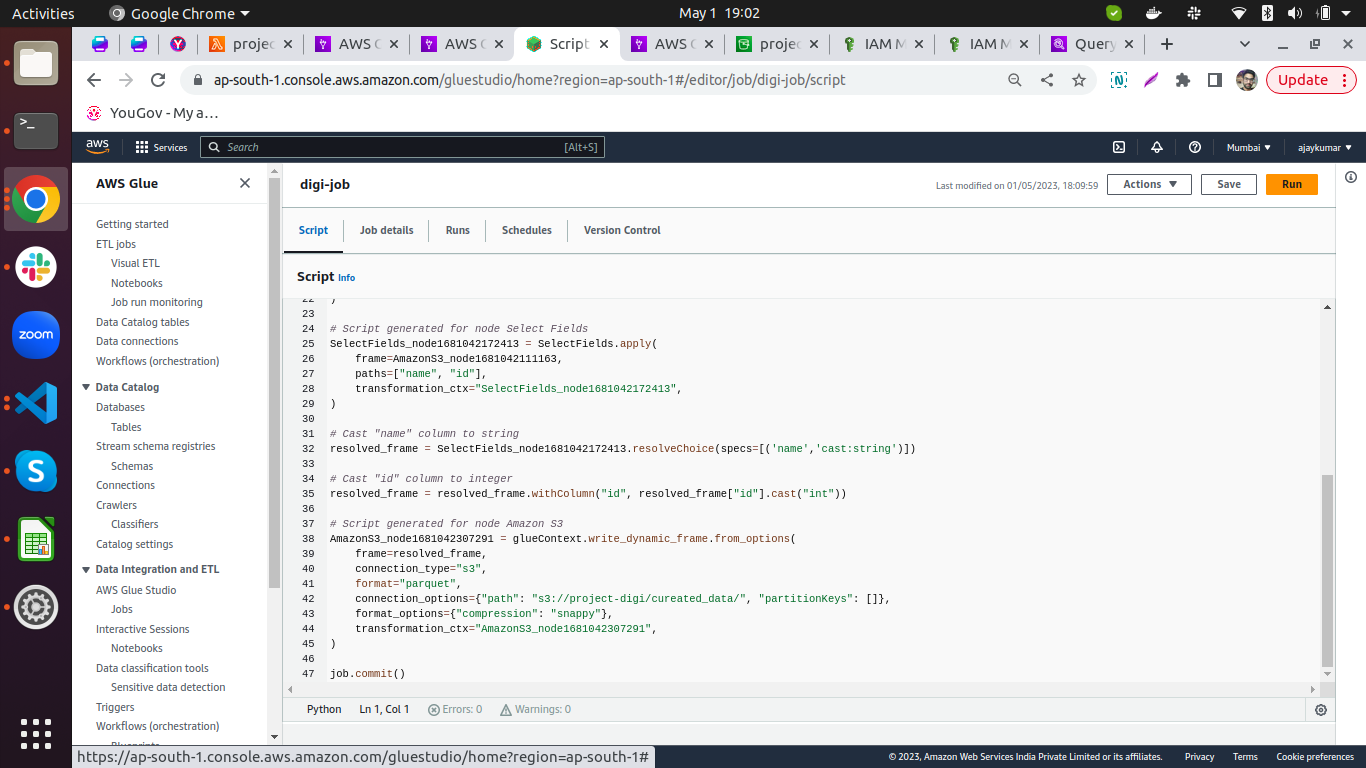 Activities
Google Chrome
May 1 19:02
projec
AWS G
AWS G
Script
AWS G
projec
IAM M
IAM M
Query
ap-south-1.console.aws.amazon.com/gluestudio/home?region=ap-south-1#/editor/job/digi-job/script
Update
YouGov - My a...
aws
Services
Search
[Alt+S]
Mumbai
ajaykumar
AWS Glue
Getting started
ETL jobs
Visual ETL
Notebooks
Job run monitoring
Data Catalog tables
Data connections
Workflows (orchestration)
Data Catalog
Databases
Tables
Stream schema registries
Schemas
Connections
Crawlers
Classifiers
Catalog settings
Data Integration and ETL
AWS Glue Studio
Jobs
Interactive Sessions
Notebooks
Data classification tools
Sensitive data detection
Triggers
Workflows (orchestration)
Blueprints
digi-job
Last modified on 01/05/2023, 18:09:59
Actions
Save
Run
Script
Job details
Runs
Schedules
Version Control
Script Info
22 )
23
24 # Script generated for node Select Fields
25 SelectFields_node1681042172413 = SelectFields.apply(
26 frame=AmazonS3_node1681042111163,
27 paths=["name", "id"],
28 transformation_ctx="SelectFields_node1681042172413",
29 )
30
31 # Cast "name" column to string
32 resolved_frame = SelectFields_node1681042172413.resolveChoice(specs=[('name','cast:string')])
33
34 # Cast "id" column to integer
35 resolved_frame = resolved_frame.withColumn("id", resolved_frame["id"].cast("int"))
36
37 # Script generated for node Amazon S3
38 AmazonS3_node1681042307291 = glueContext.write_dynamic_frame.from_options(
39 frame=resolved_frame,
40 connection_type="s3",
41 format="parquet",
42 connection_options={"path": "s3://project-digi/cureated_data/", "partitionKeys": []},
43 format_options={"compression": "snappy"},
44 transformation_ctx="AmazonS3_node1681042307291",
45 )
46
47 job.commit()
Python
Ln 1, Col 1
Errors: 0
Warnings: 0
https://ap-south-1.console.aws.amazon.com/gluestudio/home?region=ap-south-1#
© 2023, Amazon Web Services India Private Limited or its affiliates.
Privacy
Terms
Cookie preferences
zoom